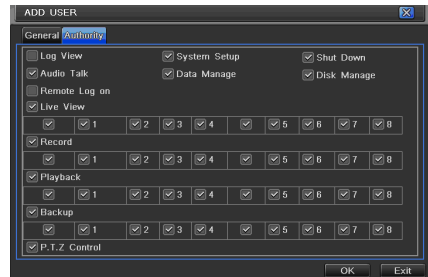 ADD USER
General Authority
Log View System Setup Shut Down
Audio Talk Data Manage Disk Manage
Remote Log on
Live View
1 2 3 4 5 6 7 8
Record
1 2 3 4 5 6 7 8
Playback
1 2 3 4 5 6 7 8
Backup
1 2 3 4 5 6 7 8
P.T.Z Control
OK Exit